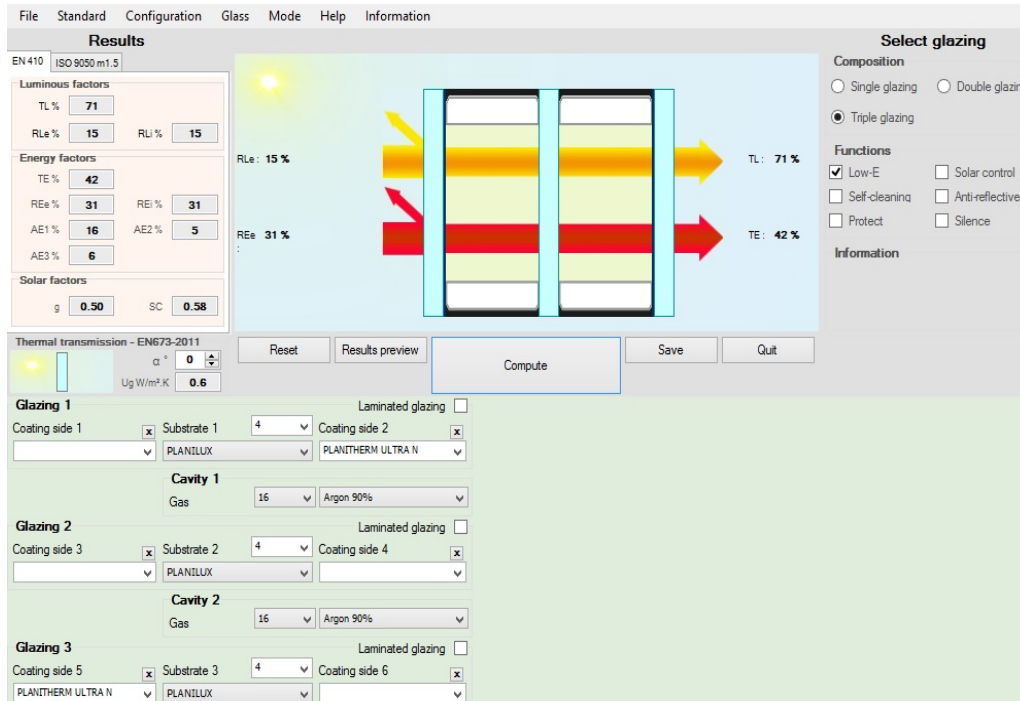 File Standard Configuration Glass Mode Help Information
Results
EN 410 ISO 9050 m1.5
Luminous factors
TL % 71
RLe % 15 RLi % 15
Energy factors
TE % 42
REe % 31 REi % 31
AE1 % 16 AE2 % 5
AE3 % 6
Solar factors
g 0.50 SC 0.58
Thermal transmission - EN673-2011
α ° 0
Ug W/m².K 0.6
RLe : 15 %
TL : 71 %
REe 31 %
:
TE : 42 %
Select glazing
Composition
Single glazing Double glazin
Triple glazing
Functions
Low-E Solar control
Self-cleaning Anti-reflective
Protect Silence
Information
Reset Results preview Compute Save Quit
Glazing 1 Laminated glazing
Coating side 1 x Substrate 1 4 Coating side 2 x
PLANILUX PLANITHERM ULTRA N
Cavity 1
Gas 16 Argon 90%
Glazing 2 Laminated glazing
Coating side 3 x Substrate 2 4 Coating side 4 x
PLANILUX
Cavity 2
Gas 16 Argon 90%
Glazing 3 Laminated glazing
Coating side 5 x Substrate 3 4 Coating side 6 x
PLANITHERM ULTRA N PLANILUX